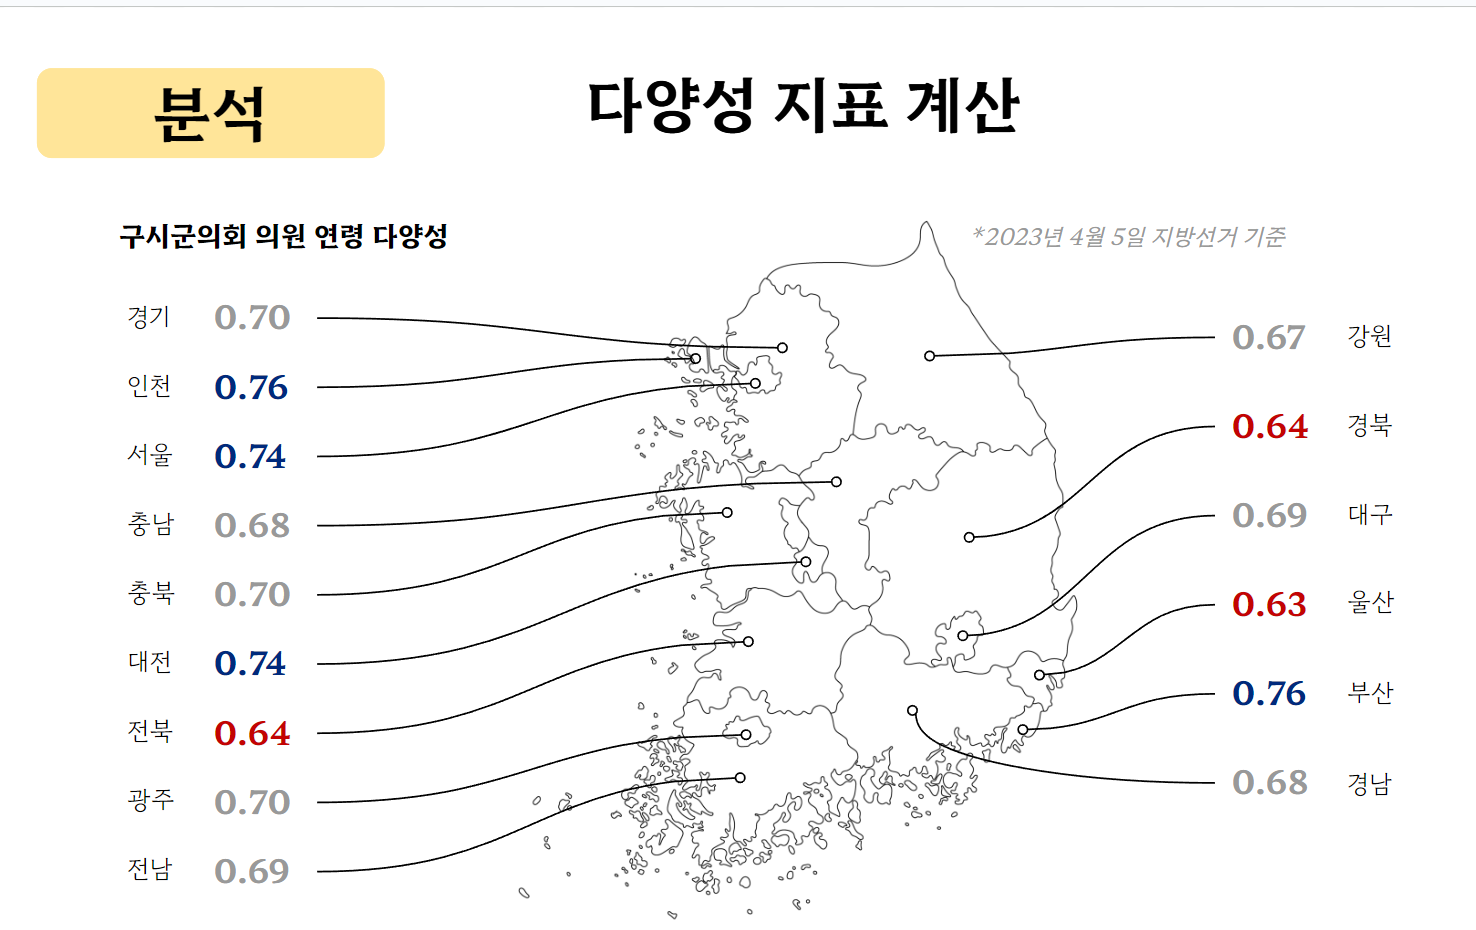 분석
다양성 지표 계산
구시군의회 의원 연령 다양성
*2023년 4월 5일 지방선거 기준
경기 0.70
인천 0.76
서울 0.74
충남 0.68
충북 0.70
대전 0.74
전북 0.64
광주 0.70
전남 0.69
0.67 강원
0.64 경북
0.69 대구
0.63 울산
0.76 부산
0.68 경남